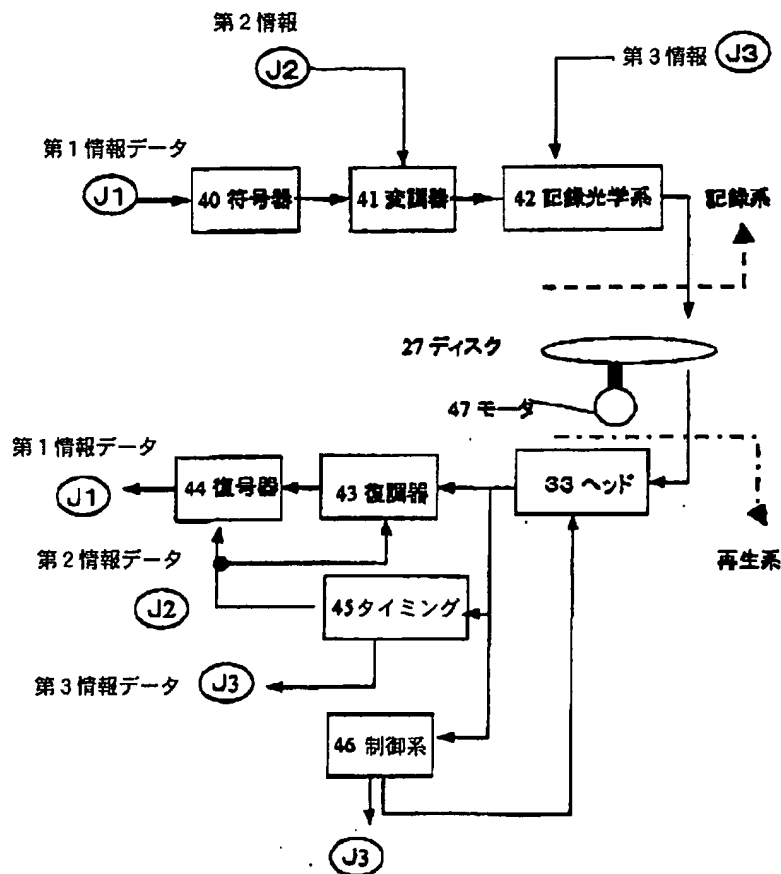 第2情報
J2
第3情報 J3
第1情報データ
J1
40 符号器
41 変調器
42 記録光学系
記録系
27 ディスク
47 モータ
第1情報データ
J1
44 復号器
43 復調器
33 ヘッド
再生系
第2情報データ
J2
45タイミング
第3情報データ J3
46 制御系
J3